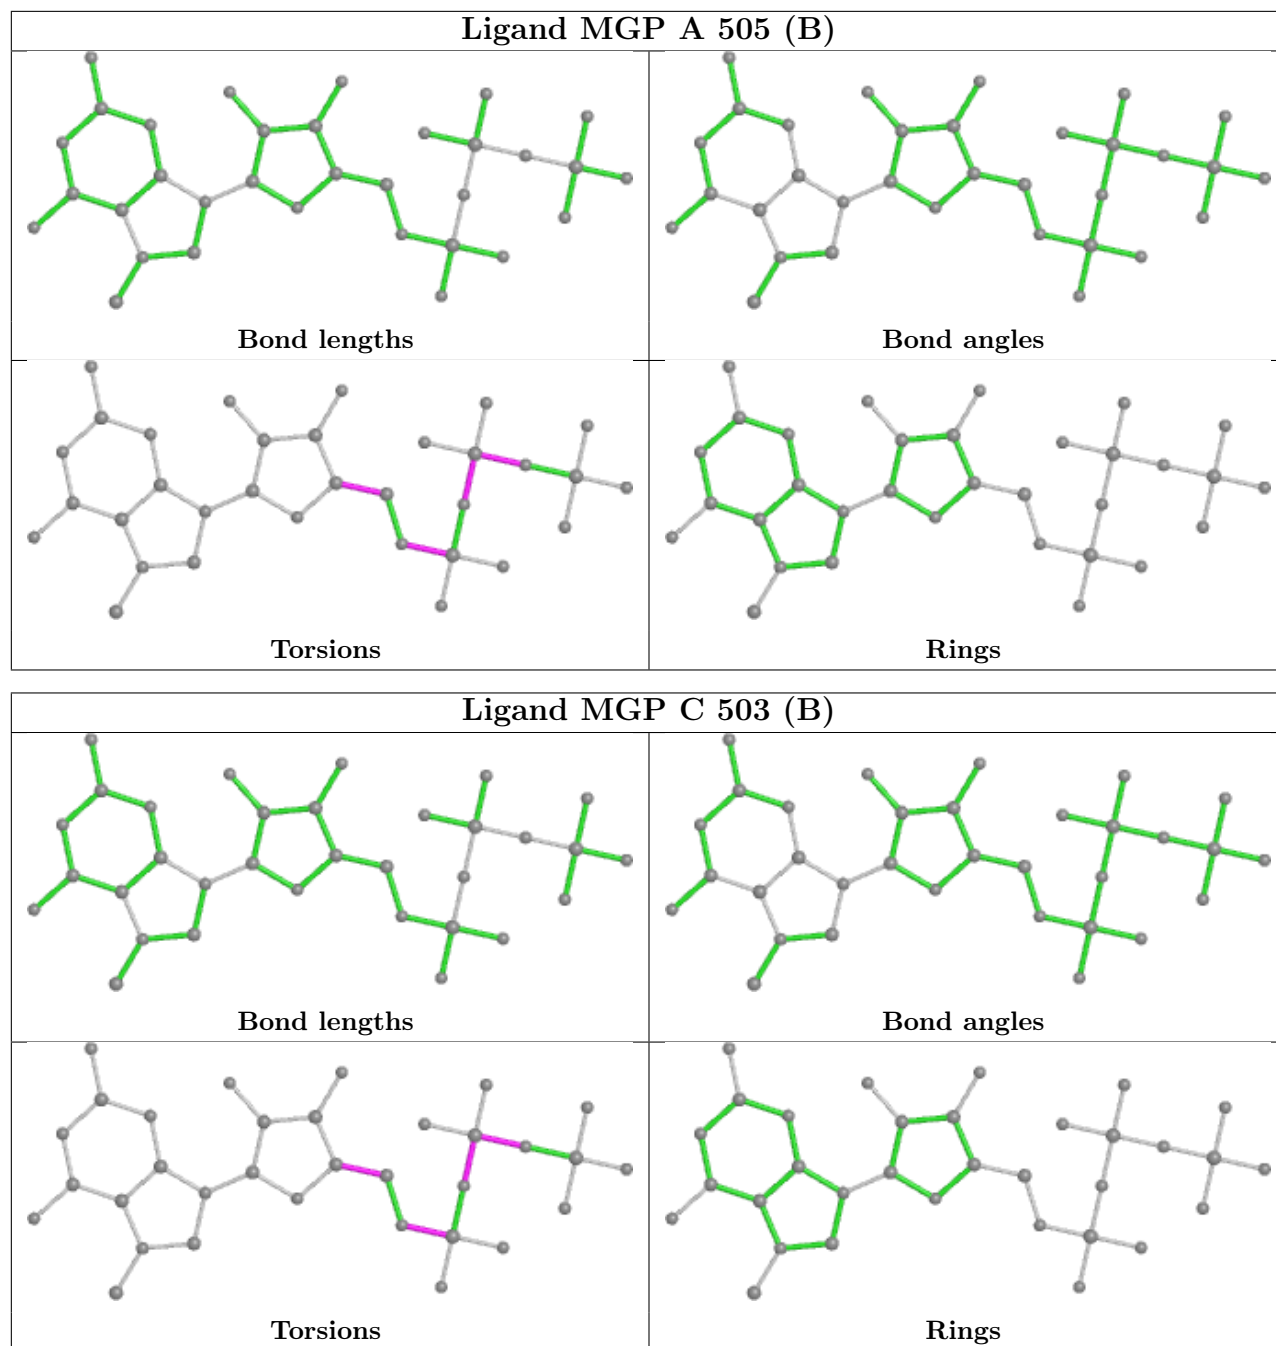 Ligand MGP A 505 (B)
Bond lengths
Bond angles
Torsions
Rings
Ligand MGP C 503 (B)
Bond lengths
Bond angles
Torsions
Rings